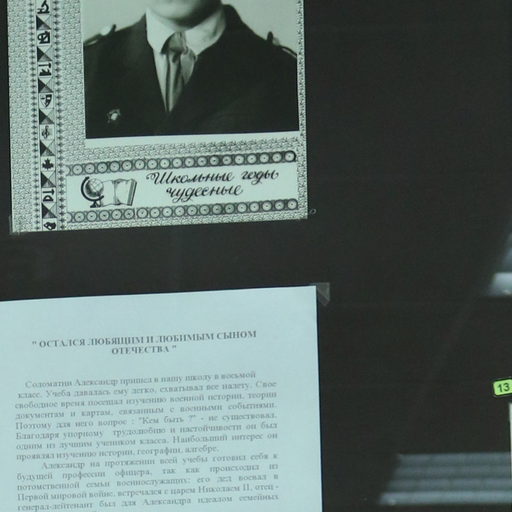 Школьные годы
чудесные
" ОСТАЛСЯ ЛЮБЯЩИМ И ЛЮБИМЫМ СЫНОМ
ОТЕЧЕСТВА "
Соломатин Александр пришел в нашу школу в восьмой
класс. Учеба давалась ему легко, схватывал все налету. Свое
свободное время посещал изучению военной истории, теории
документам и картам, связанным с военными событиями.
Поэтому для него вопрос : "Кем быть ?" - не существовал.
Благодаря упорному трудолюбию и настойчивости он был
одним из лучшим учеником класса. Наибольший интерес он
проявлял изучению истории, географии, алгебре.
Александр на протяжении всей учебы готовил себя к
будущей профессии офицера, так как происходил из
потомственной семьи военнослужащих: его дед воевал в
Первой мировой войне, встречался с царем Николаем II, отец -
генерал-лейтенант был для Александра идеалом семейных
13